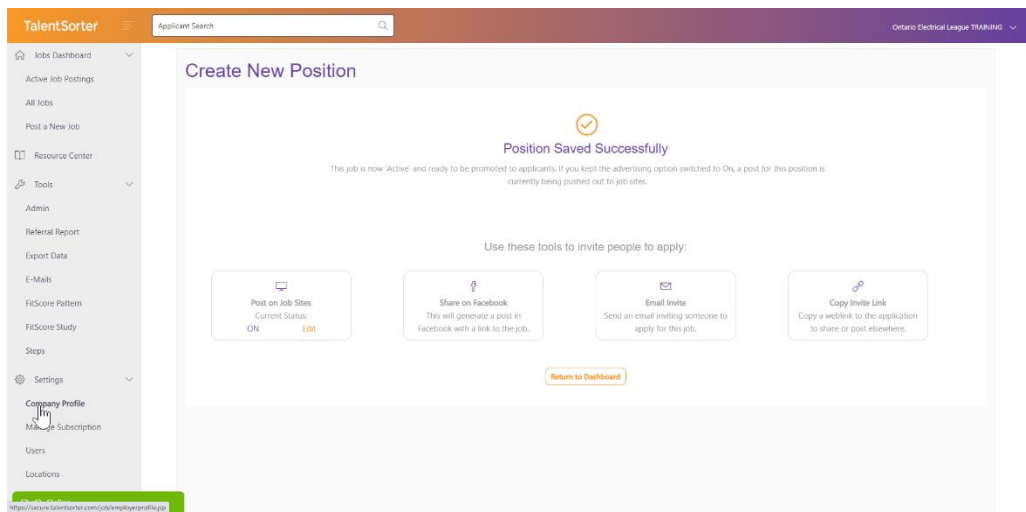 TalentSorter
Applicant Search
Ontario Electrical League TRAINING
Jobs Dashboard
Active Job Postings
All Jobs
Post a New Job
Resource Center
Tools
Admin
Referral Report
Export Data
E-Mails
FitScore Pattern
FitScore Study
Steps
Settings
Company Profile
Manage Subscription
Users
Locations
https://secure.talentsorter.com/job/employerprofile.jsp
Create New Position
Position Saved Successfully
This job is now 'Active' and ready to be promoted to applicants. If you kept the advertising option switched to On, a post for this position is
currently being pushed out to job sites.
Use these tools to invite people to apply:
Post on Job Sites
Current Status:
ON Edit
Share on Facebook
This will generate a post in
Facebook with a link to the job.
Email Invite
Send an email inviting someone to
apply for this job.
Copy Invite Link
Copy a weblink to the application
to share or post elsewhere.
Return to Dashboard